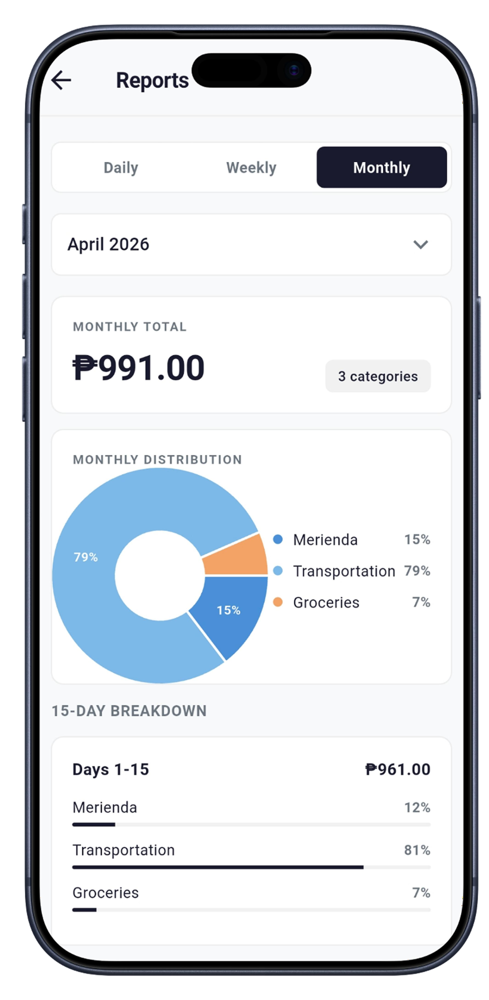 Reports
Daily Weekly Monthly
April 2026
MONTHLY TOTAL
₱991.00
3 categories
MONTHLY DISTRIBUTION
79%
15%
Merienda 15%
Transportation 79%
Groceries 7%
15-DAY BREAKDOWN
Days 1-15 ₱961.00
Merienda 12%
Transportation 81%
Groceries 7%